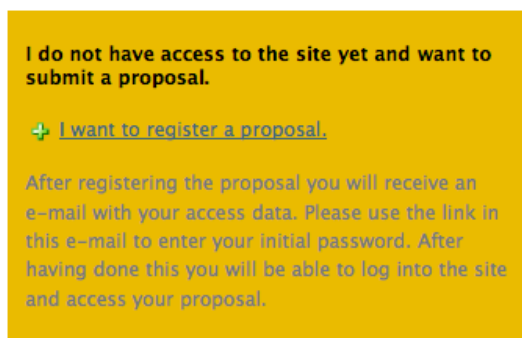 I do not have access to the site yet and want to
submit a proposal.
I want to register a proposal.
After registering the proposal you will receive an
e-mail with your access data. Please use the link in
this e-mail to enter your initial password. After
having done this you will be able to log into the site
and access your proposal.